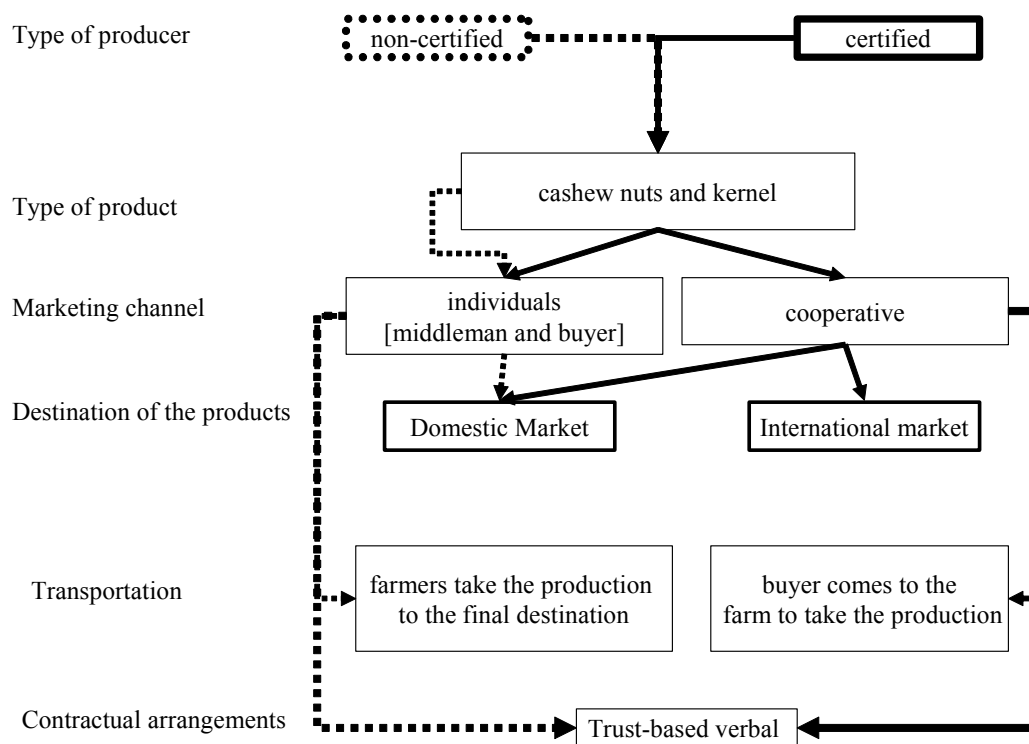 Type of producer
non-certified
certified
Type of product
cashew nuts and kernel
Marketing channel
individuals
[middleman and buyer]
cooperative
Destination of the products
Domestic Market
International market
Transportation
farmers take the production
to the final destination
buyer comes to the
farm to take the production
Contractual arrangements
Trust-based verbal